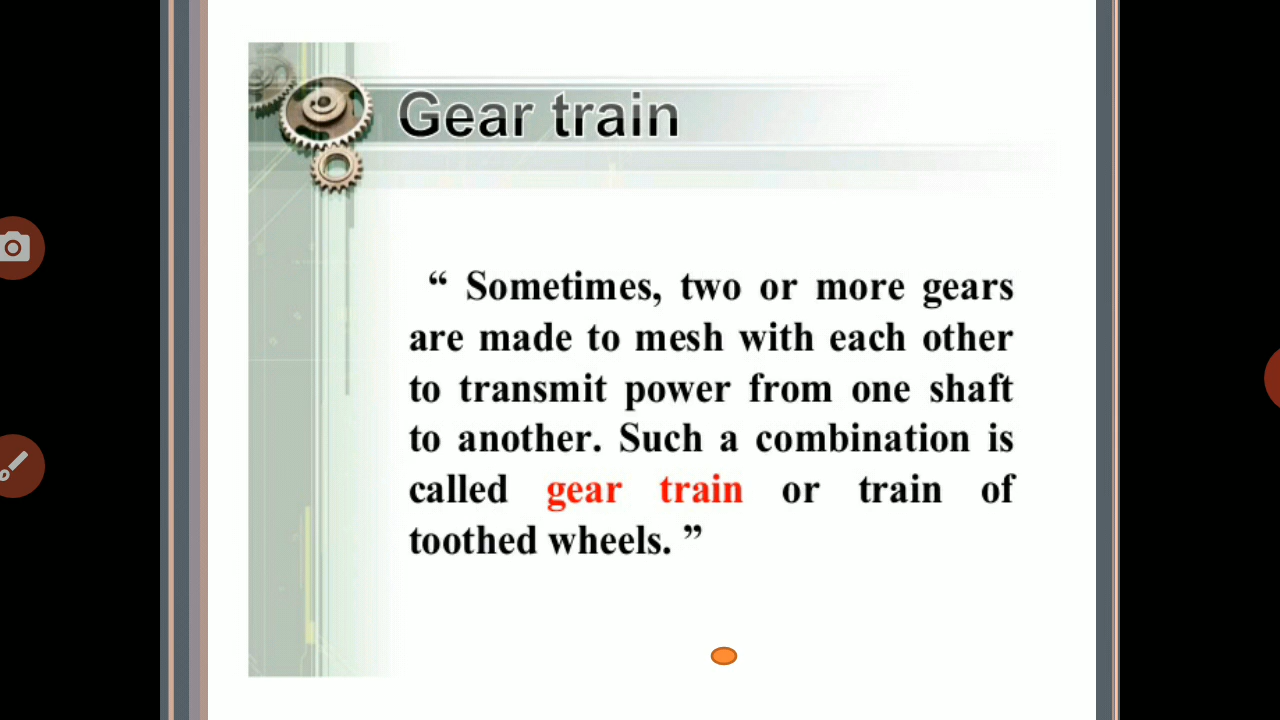 Gear train
“ Sometimes, two or more gears
are made to mesh with each other
to transmit power from one shaft
to another. Such a combination is
called gear train or train of
toothed wheels. ”